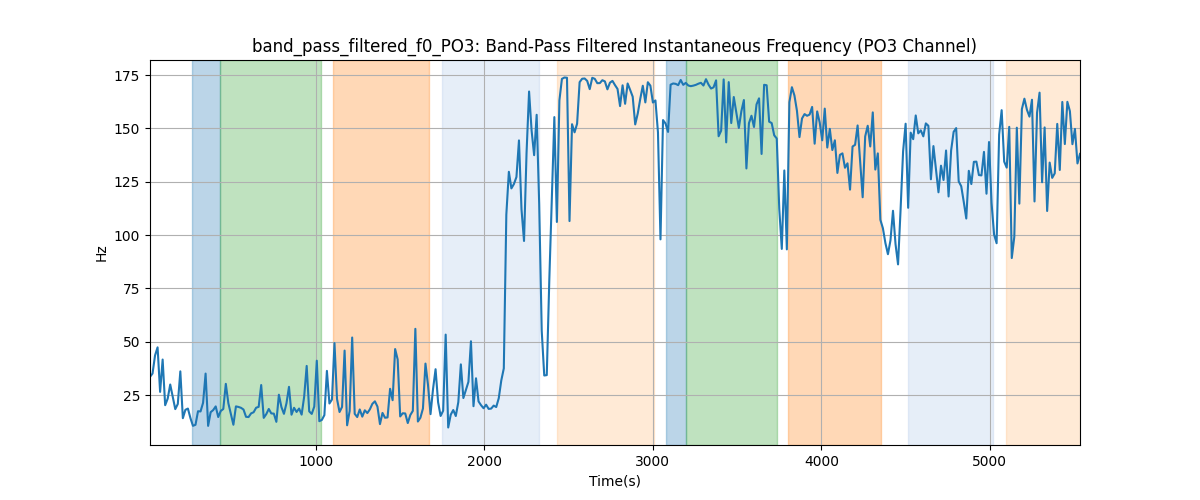 band_pass_filtered_f0_PO3: Band-Pass Filtered Instantaneous Frequency (PO3 Channel)
175
150
125
100
75
50
25
Hz
1000 2000 3000 4000 5000
Time(s)